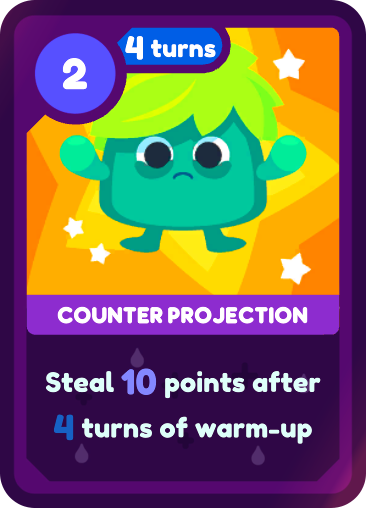 2
4 turns
COUNTER PROJECTION
Steal 10 points after
4 turns of warm-up